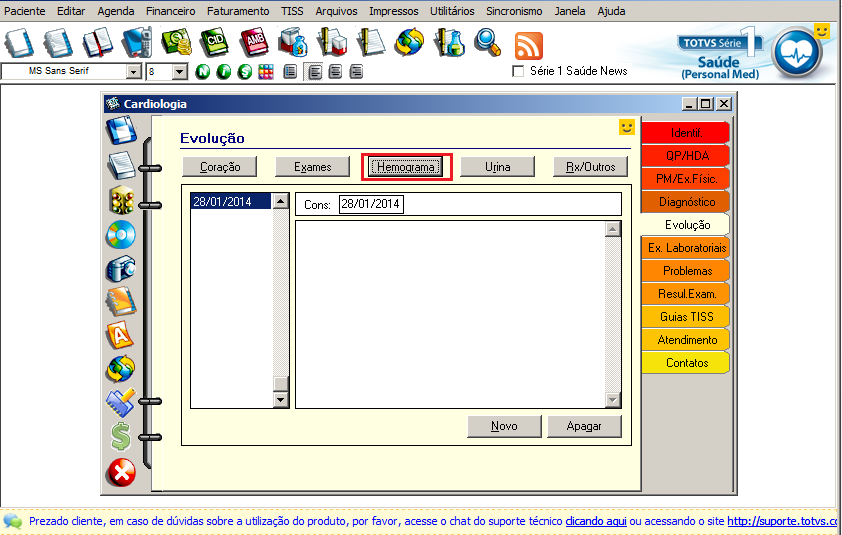 Paciente Editar Agenda Cardiologia Financeiro Faturamento TISS Arquivos Impressos Utilitários Sincronismo Janela Ajuda
CID AMB
TOTVS Série 1
Saúde
(Personal Med)
MS Sans Serif 8 N I S Série 1 Saúde News
Cardiologia
Evolução
Coração Exames Hemograma Urina Rx/Outros
28/01/2014 Cons: 28/01/2014
Novo Apagar
Identif.
QP/HDA
PM/Ex.Físic.
Diagnóstico
Evolução
Ex. Laboratoriais
Problemas
Resul.Exam.
Guias TISS
Atendimento
Contatos
Prezado cliente, em caso de dúvidas sobre a utilização do produto, por favor, acesse o chat do suporte técnico clicando aqui ou acessando o site http://suporte.totvs.co